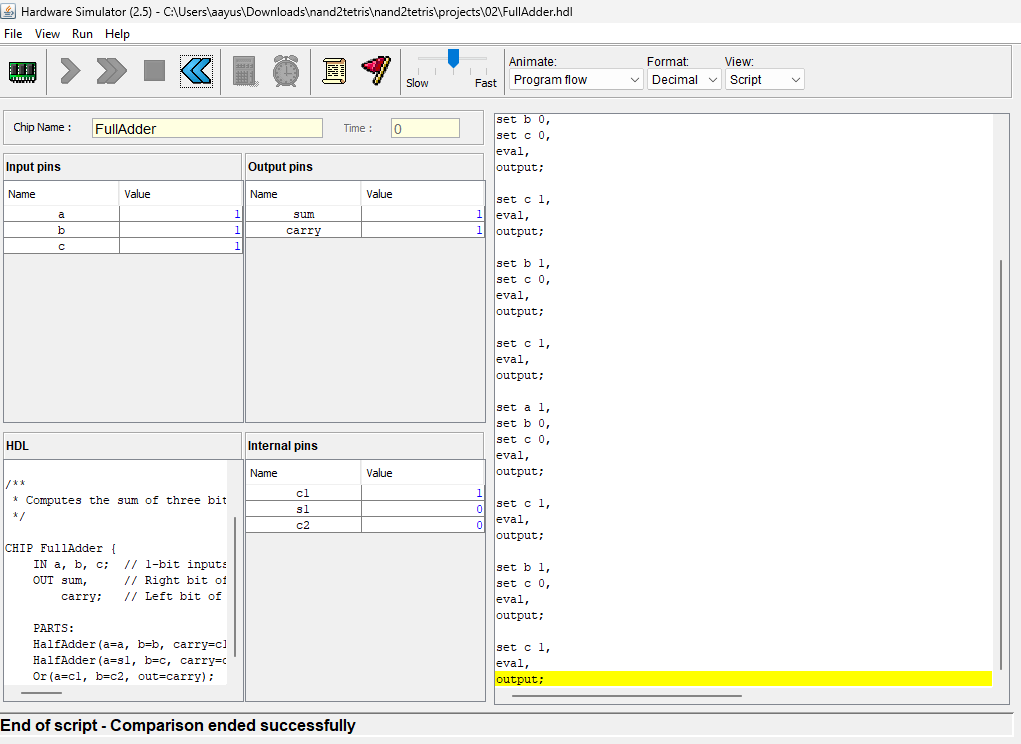 Hardware Simulator (2.5) - C:\Users\aayus\Downloads\nand2tetris\nand2tetris\projects\02\FullAdder.hdl
File View Run Help
Slow Fast
Animate: Format: View:
Program flow Decimal Script
Chip Name : FullAdder Time : 0
Input pins
Name Value
a 1
b 1
c 1
Output pins
Name Value
sum 1
carry 1
HDL
/**
* Computes the sum of three bit
*/
CHIP FullAdder {
IN a, b, c; // 1-bit inputs
OUT sum, // Right bit of
carry; // Left bit of
PARTS:
HalfAdder(a=a, b=b, carry=c1
HalfAdder(a=s1, b=c, carry=c
Or(a=c1, b=c2, out=carry);
Internal pins
Name Value
c1 1
s1 0
c2 0
set b 0,
set c 0,
eval,
output;
set c 1,
eval,
output;
set b 1,
set c 0,
eval,
output;
set c 1,
eval,
output;
set a 1,
set b 0,
set c 0,
eval,
output;
set c 1,
eval,
output;
set b 1,
set c 0,
eval,
output;
set c 1,
eval,
output;
End of script - Comparison ended successfully